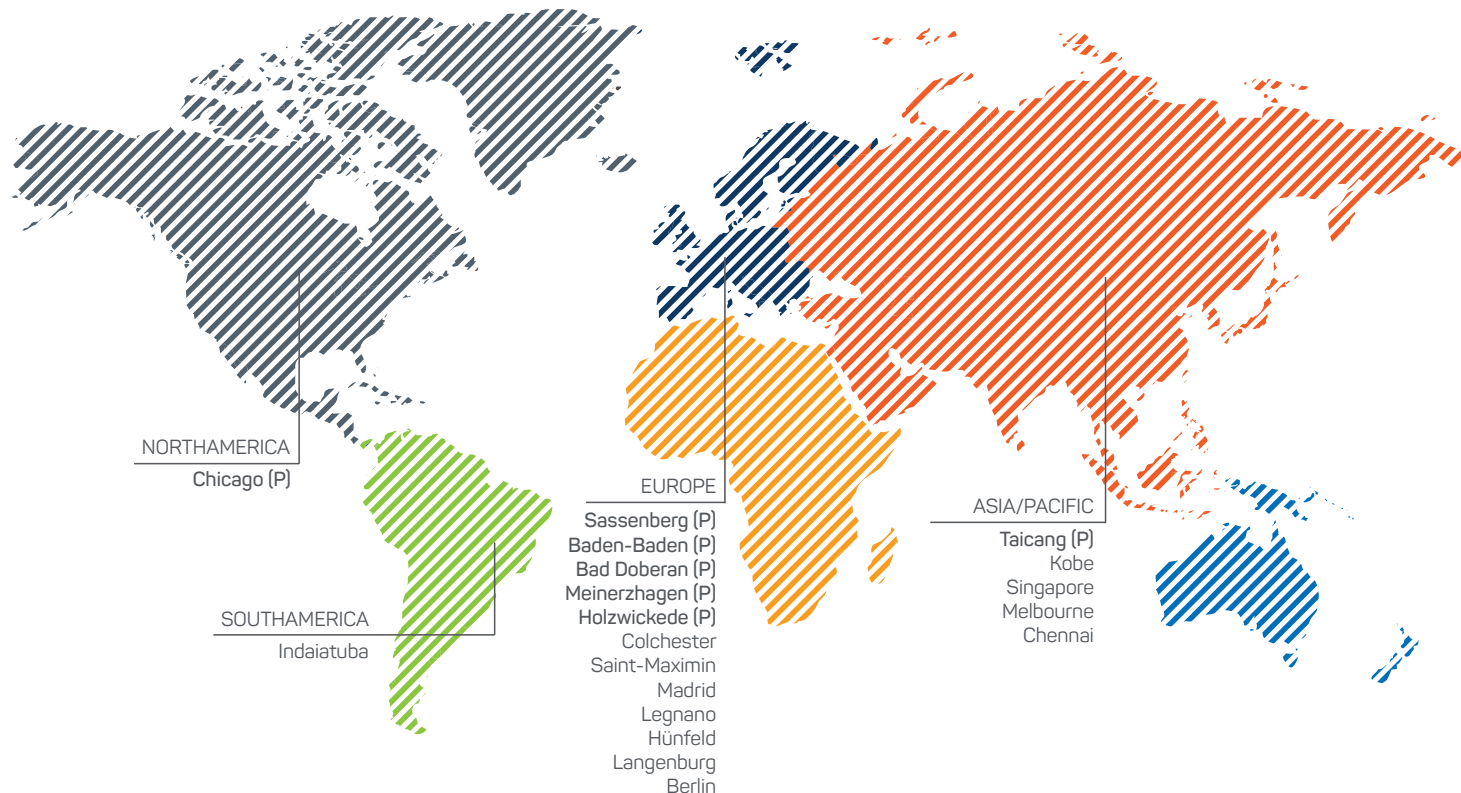 NORTHAMERICA
Chicago (P)
SOUTHAMERICA
Indaiatuba
EUROPE
Sassenberg (P)
Baden-Baden (P)
Bad Doberan (P)
Meinerzhagen (P)
Holzwickede (P)
Colchester
Saint-Maximin
Madrid
Legnano
Hünfeld
Langenburg
Berlin
ASIA/PACIFIC
Taicang (P)
Kobe
Singapore
Melbourne
Chennai